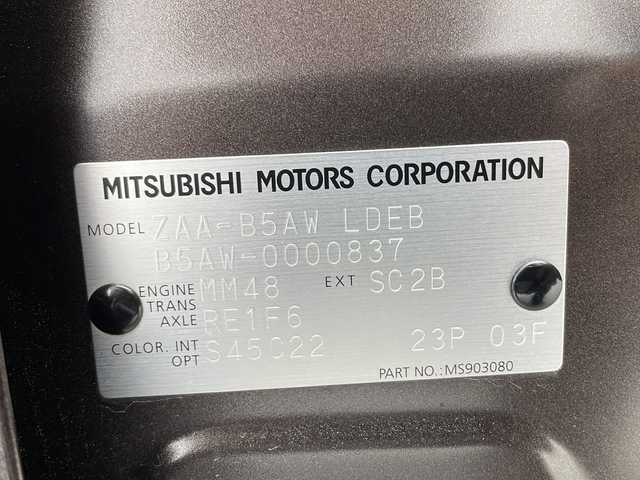 MITSUBISHI MOTORS CORPORATION
MODEL ZAA-B5AW LDEB
B5AW-0000837
ENGINE MM48 EXT SC2B
TRANS
AXLE RE1F6
COLOR. INT S45C22 23P 03F
OPT
PART NO.:MS903080